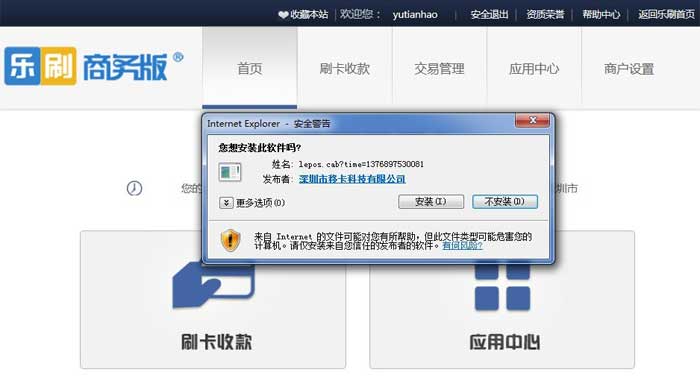 收藏本站 | 欢迎您: yutianhao 安全退出 | 资质荣誉 | 帮助中心 | 返回乐刷首页
乐刷商务版®
首页 刷卡收款 交易管理 应用中心 商户设置
Internet Explorer - 安全警告
您想安装此软件吗?
姓名: lepos.cab?time=1376897530081
发布者: 深圳市移卡科技有限公司
更多选项(O) 安装(I) 不安装(D)
您的
圳市
来自 Internet 的文件可能对您有所帮助，但此文件类型可能危害您的
计算机。请仅安装来自您信任的发布者的软件。有何风险?
刷卡收款
应用中心